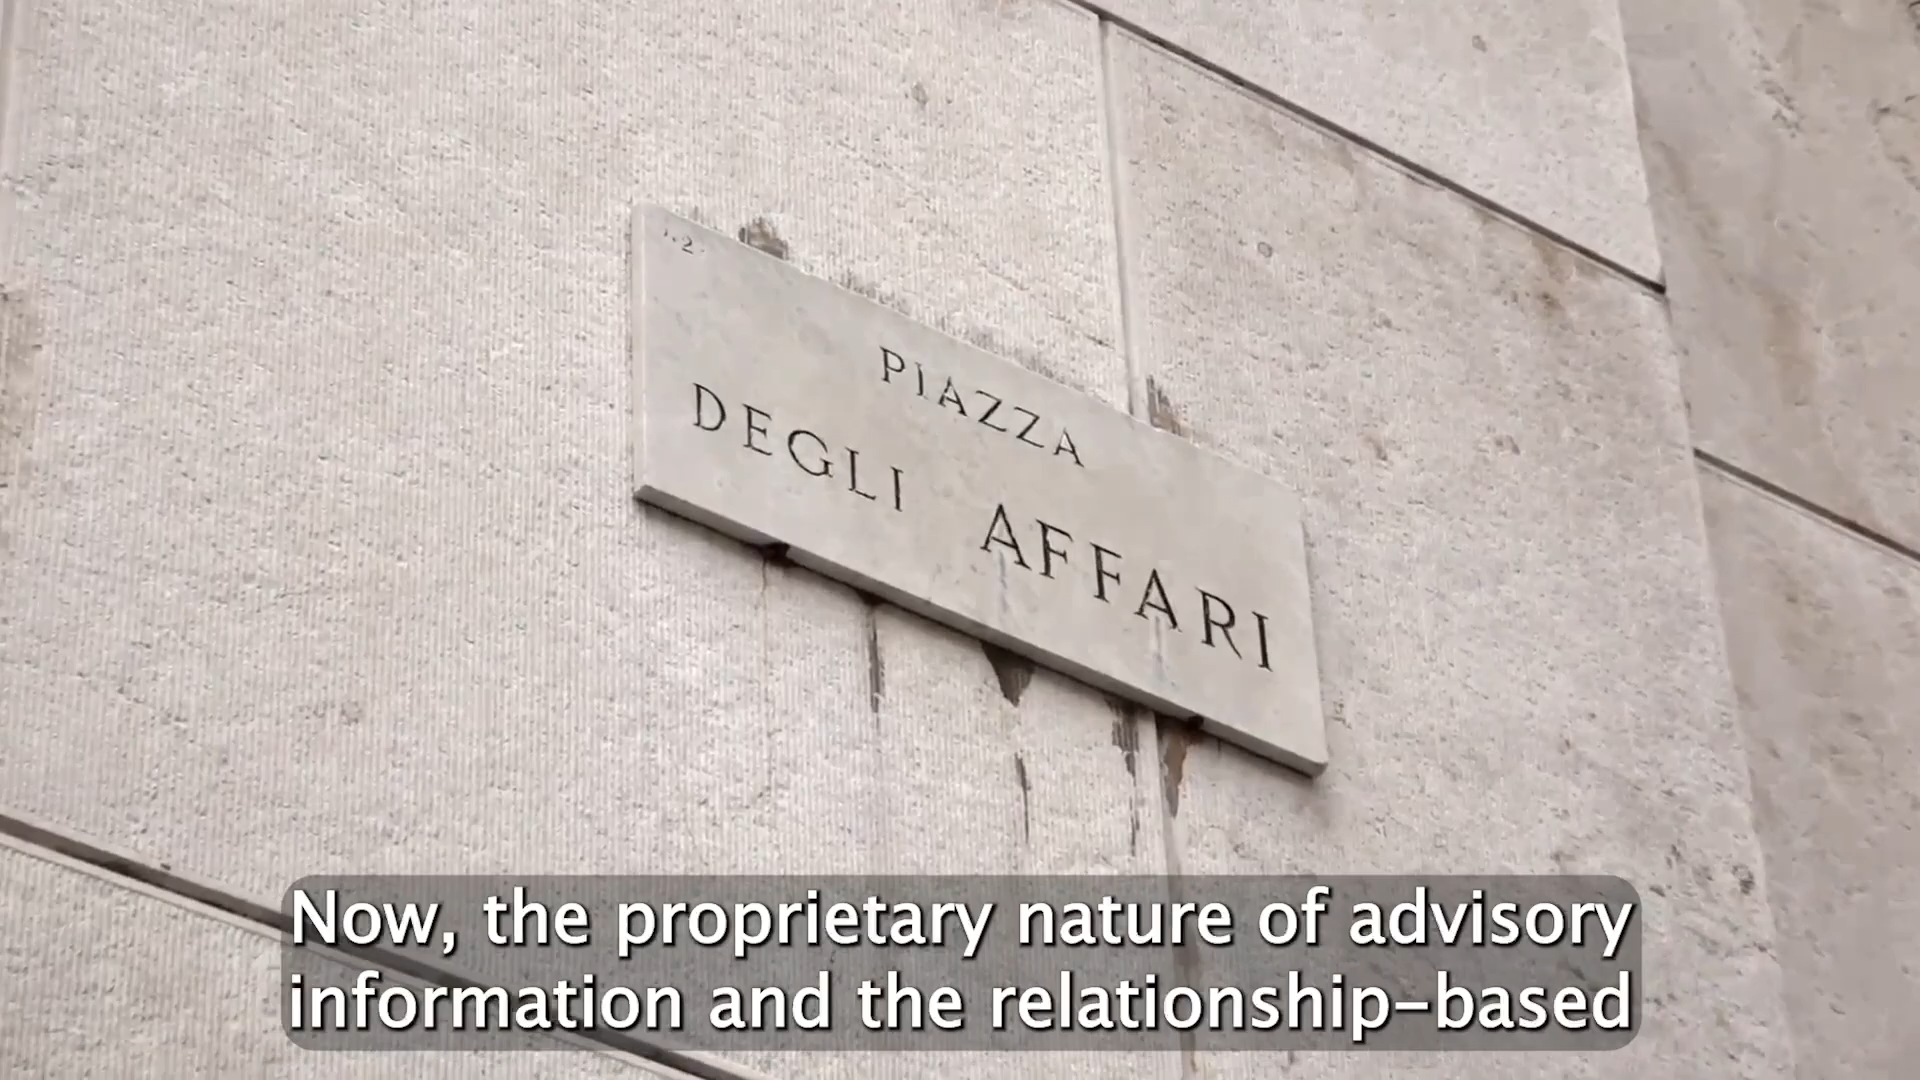 PIAZZA
DEGLI AFFARI
Now, the proprietary nature of advisory
information and the relationship-based